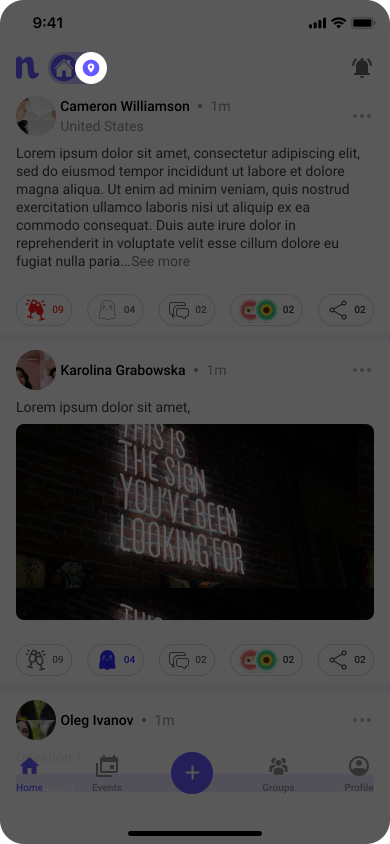 9:41
n
Cameron Williamson • 1m
United States
Lorem ipsum dolor sit amet, consectetur adipiscing elit,
sed do eiusmod tempor incididunt ut labore et dolore
magna aliqua. Ut enim ad minim veniam, quis nostrud
exercitation ullamco laboris nisi ut aliquip ex ea
commodo consequat. Duis aute irure dolor in
reprehenderit in voluptate velit esse cillum dolore eu
fugiat nulla paria...See more
09 04 02 02 02
Karolina Grabowska • 1m
Lorem ipsum dolor sit amet,
THIS IS
THE SIGN
YOU'VE BEEN
LOOKING FOR
THIS
09 04 02 02 02
Oleg Ivanov • 1m
Question 1
Home Events Groups Profile